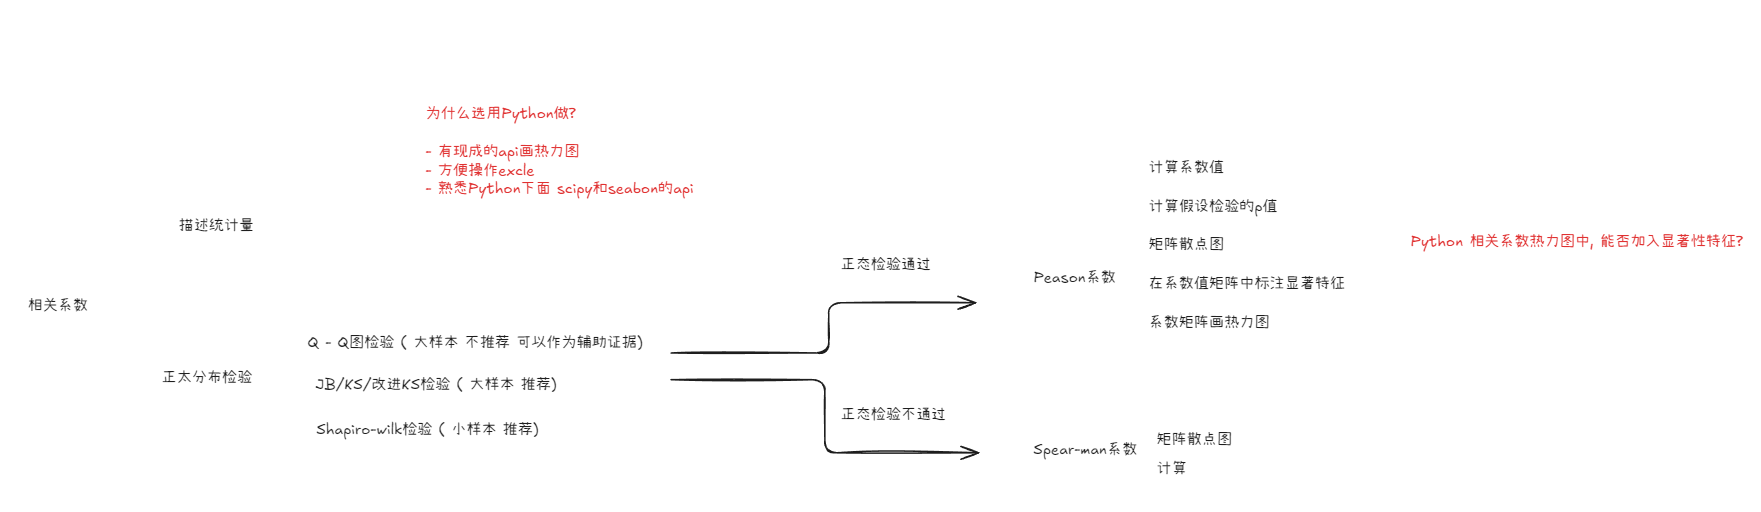 为什么选用Python做?
- 有现成的api画热力图
- 方便操作excle
- 熟悉Python下面 scipy和seabon的api
描述统计量
相关系数
正太分布检验
Q - Q图检验 ( 大样本 不推荐 可以作为辅助证据)
JB/KS/改进KS检验 ( 大样本 推荐)
Shapiro-wilk检验 ( 小样本 推荐)
正态检验通过
正态检验不通过
Peason系数
计算系数值
计算假设检验的p值
矩阵散点图
在系数值矩阵中标注显著特征
系数矩阵画热力图
Python 相关系数热力图中, 能否加入显著性特征?
Spear-man系数
矩阵散点图
计算